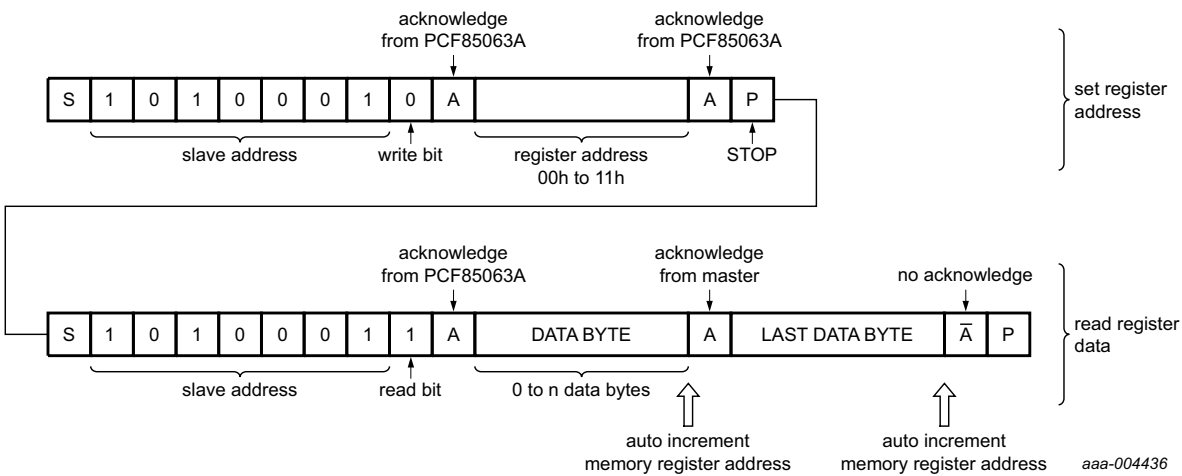 acknowledge
from PCF85063A
acknowledge
from PCF85063A
S 1 0 1 0 0 0 1 0 A A P
set register
address
slave address
write bit
register address
00h to 11h
STOP
acknowledge
from PCF85063A
acknowledge
from master
no acknowledge
S 1 0 1 0 0 0 1 1 A DATA BYTE A LAST DATA BYTE A̅ P
read register
data
slave address
read bit
0 to n data bytes
auto increment
memory register address
auto increment
memory register address
aaa-004436